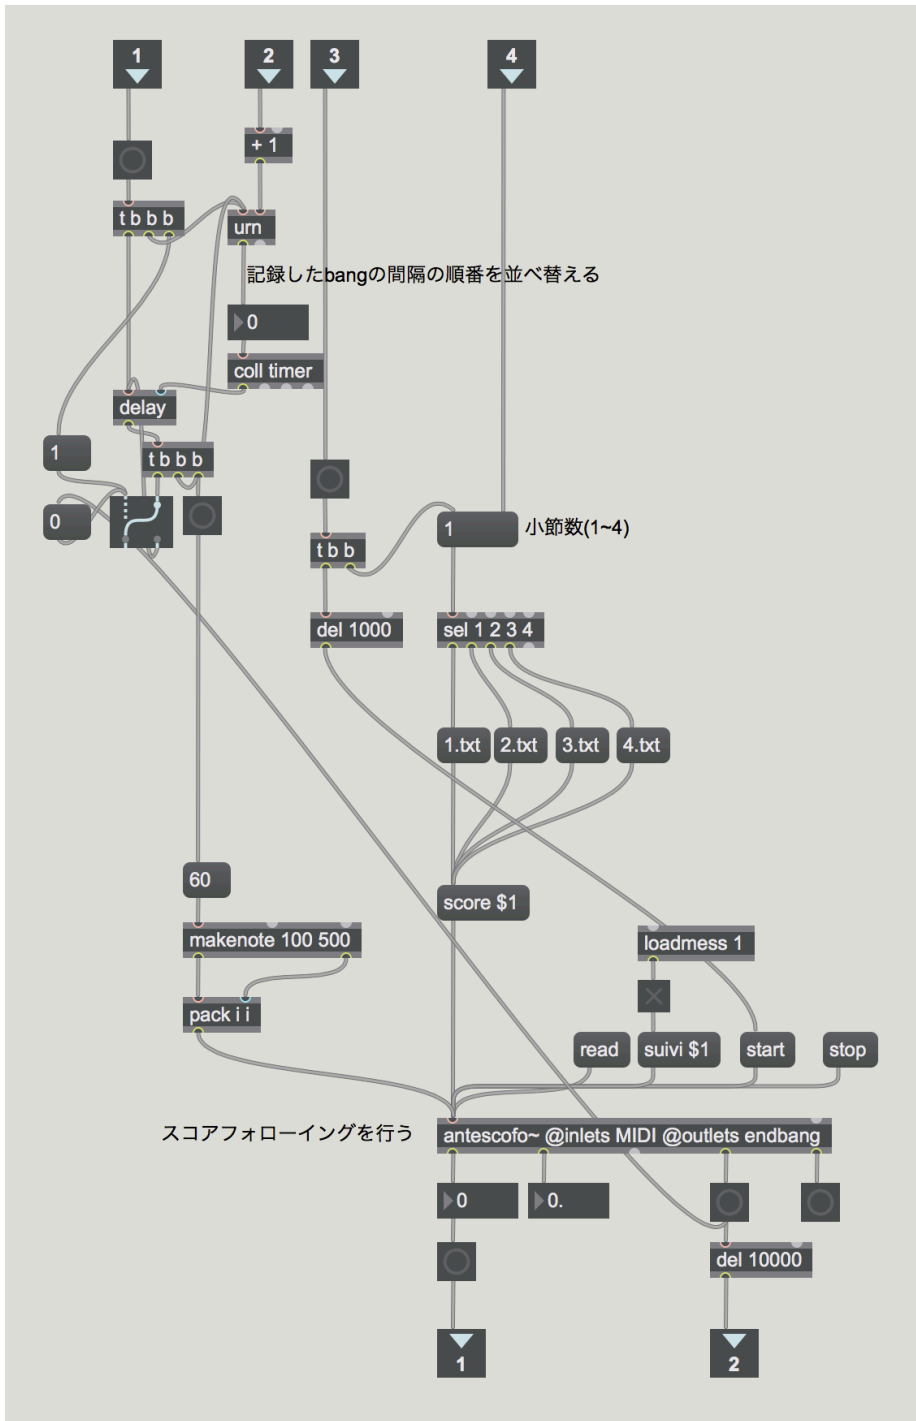 1
2
3
4
+ 1
t b b b
urn
記録したbangの間隔の順番を並べ替える
0
coll timer
delay
1
t b b b
0
1
小節数(1~4)
t b b
del 1000
sel 1 2 3 4
1.txt
2.txt
3.txt
4.txt
60
score $1
makenote 100 500
loadmess 1
pack i i
read
suivi $1
start
stop
スコアフォローイングを行う
antescofo~ @inlets MIDI @outlets endbang
0
0.
del 10000
1
2